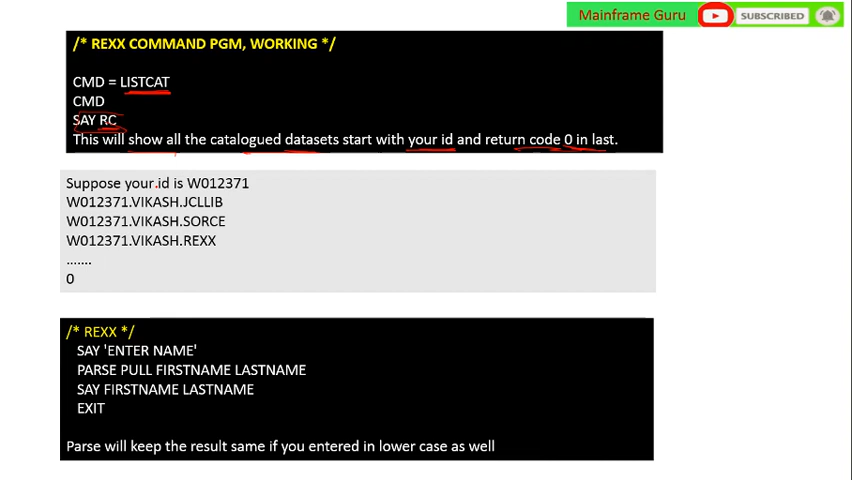 Mainframe Guru
SUBSCRIBED
/* REXX COMMAND PGM, WORKING */
CMD = LISTCAT
CMD
SAY RC
This will show all the catalogued datasets start with your id and return code 0 in last.
Suppose your id is W012371
W012371.VIKASH.JCLLIB
W012371.VIKASH.SORCE
W012371.VIKASH.REXX
.......
0
/* REXX */
SAY 'ENTER NAME'
PARSE PULL FIRSTNAME LASTNAME
SAY FIRSTNAME LASTNAME
EXIT
Parse will keep the result same if you entered in lower case as well